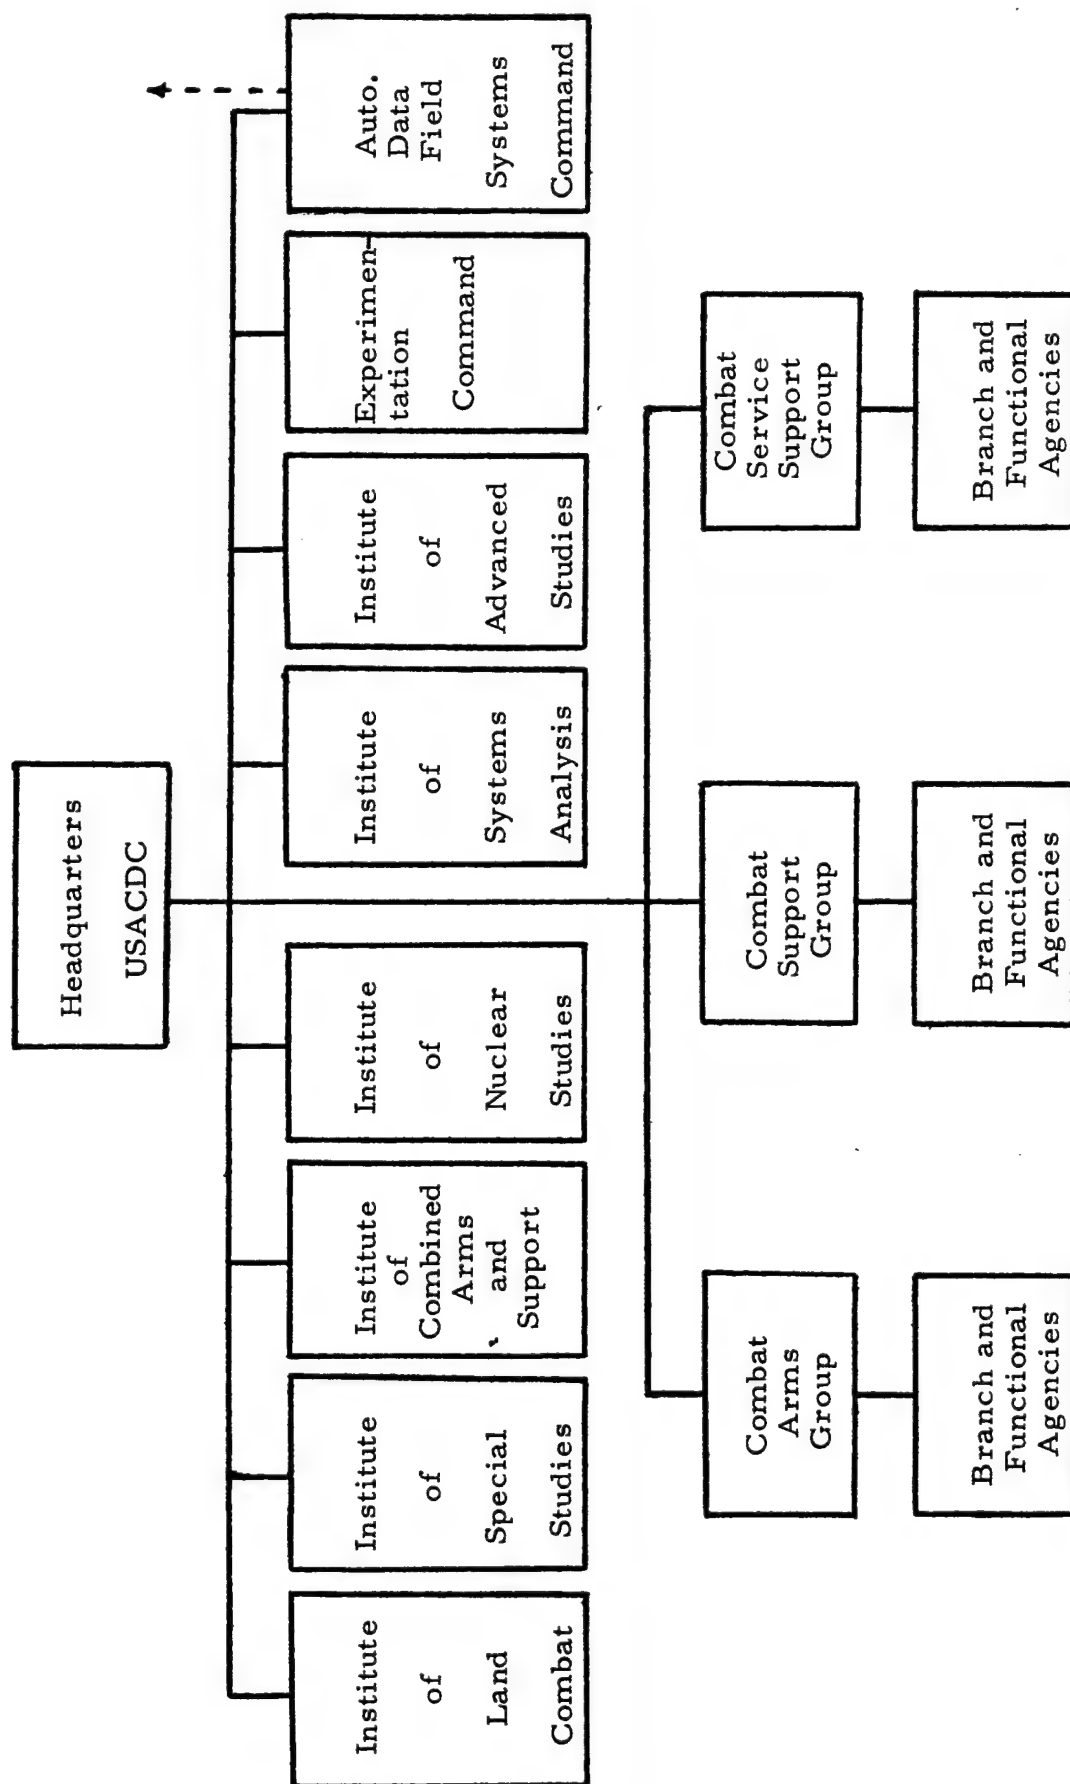 Headquarters
USACDC
Institute
of
Land
Combat
Institute
of
Special
Studies
Institute
of
Combined
Arms
and
Support
Institute
of
Nuclear
Studies
Institute
of
Systems
Analysis
Institute
of
Advanced
Studies
Experimen-
tation
Command
Auto.
Data
Field
Systems
Command
Combat
Arms
Group
Combat
Support
Group
Combat
Service
Support
Group
Branch and
Functional
Agencies
Branch and
Functional
Agencies
Branch and
Functional
Agencies